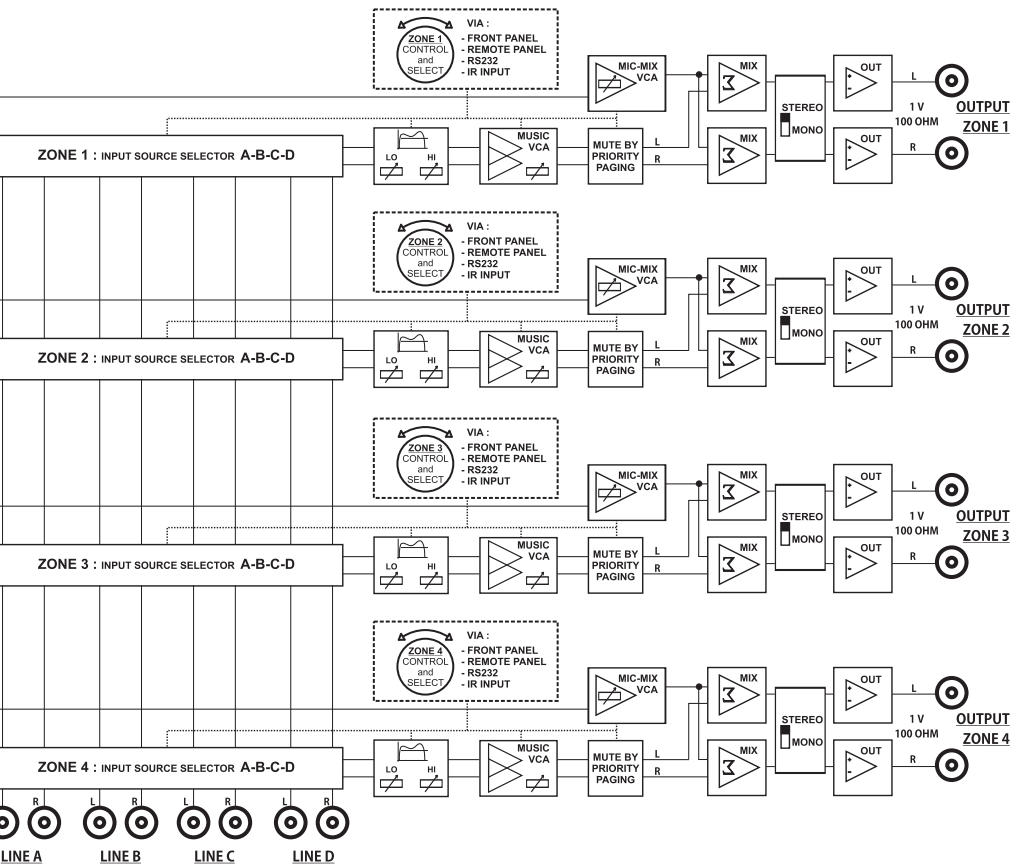 VIA :
ZONE 1
CONTROL
and
SELECT
- FRONT PANEL
- REMOTE PANEL
- RS232
- IR INPUT
MIC-MIX
VCA
MIX
Σ
STEREO
MONO
OUT
+
-
L
1 V
100 OHM
OUTPUT
ZONE 1
ZONE 1 : INPUT SOURCE SELECTOR A-B-C-D
LO HI
MUSIC
VCA
MUTE BY
PRIORITY
PAGING
L
R
MIX
Σ
OUT
+
-
R
VIA :
ZONE 2
CONTROL
and
SELECT
- FRONT PANEL
- REMOTE PANEL
- RS232
- IR INPUT
MIC-MIX
VCA
MIX
Σ
STEREO
MONO
OUT
+
-
L
1 V
100 OHM
OUTPUT
ZONE 2
ZONE 2 : INPUT SOURCE SELECTOR A-B-C-D
LO HI
MUSIC
VCA
MUTE BY
PRIORITY
PAGING
L
R
MIX
Σ
OUT
+
-
R
VIA :
ZONE 3
CONTROL
and
SELECT
- FRONT PANEL
- REMOTE PANEL
- RS232
- IR INPUT
MIC-MIX
VCA
MIX
Σ
STEREO
MONO
OUT
+
-
L
1 V
100 OHM
OUTPUT
ZONE 3
ZONE 3 : INPUT SOURCE SELECTOR A-B-C-D
LO HI
MUSIC
VCA
MUTE BY
PRIORITY
PAGING
L
R
MIX
Σ
OUT
+
-
R
VIA :
ZONE 4
CONTROL
and
SELECT
- FRONT PANEL
- REMOTE PANEL
- RS232
- IR INPUT
MIC-MIX
VCA
MIX
Σ
STEREO
MONO
OUT
+
-
L
1 V
100 OHM
OUTPUT
ZONE 4
ZONE 4 : INPUT SOURCE SELECTOR A-B-C-D
LO HI
MUSIC
VCA
MUTE BY
PRIORITY
PAGING
L
R
MIX
Σ
OUT
+
-
R
R L R L R L R
LINE A LINE B LINE C LINE D